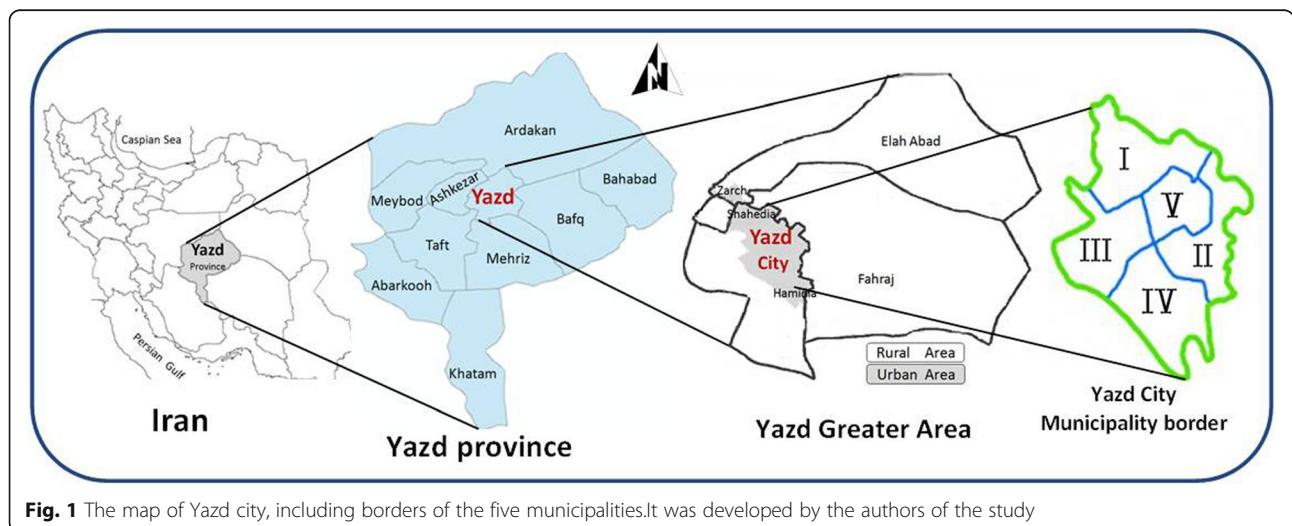 Caspian Sea
Yazd
Province
Persian Gulf
Iran
N
Ardakan
Meybod
Ashkezar
Yazd
Bahabad
Bafq
Taft
Mehriz
Abarkooh
Khatam
Yazd province
Elah Abad
Zarch
Shahedia
Yazd
City
Fahraj
Hamidia
Rural Area
Urban Area
Yazd Greater Area
I
V
III
II
IV
Yazd City
Municipality border
Fig. 1 The map of Yazd city, including borders of the five municipalities.It was developed by the authors of the study